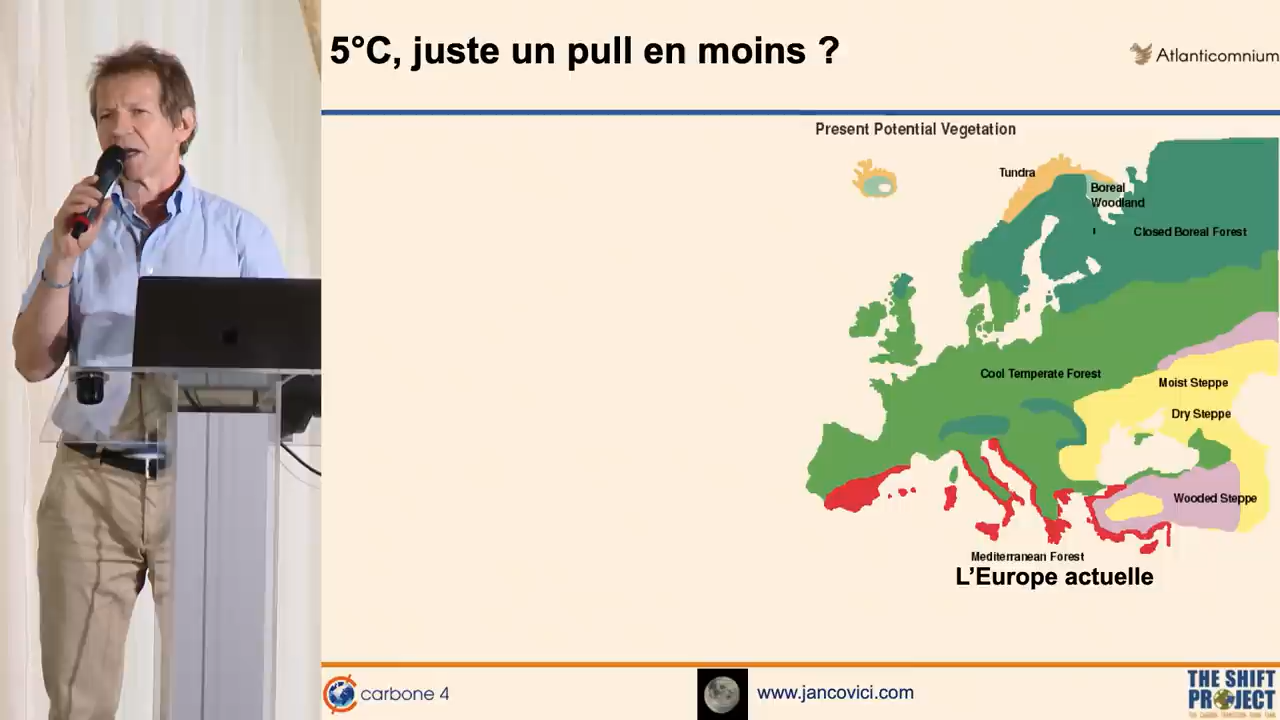 5°C, juste un pull en moins ?
Atlanticomnium
Present Potential Vegetation
Tundra
Boreal
Woodland
Closed Boreal Forest
Cool Temperate Forest
Moist Steppe
Dry Steppe
Wooded Steppe
Mediterranean Forest
L’Europe actuelle
carbone 4
www.jancovici.com
THE SHIFT
PROJECT